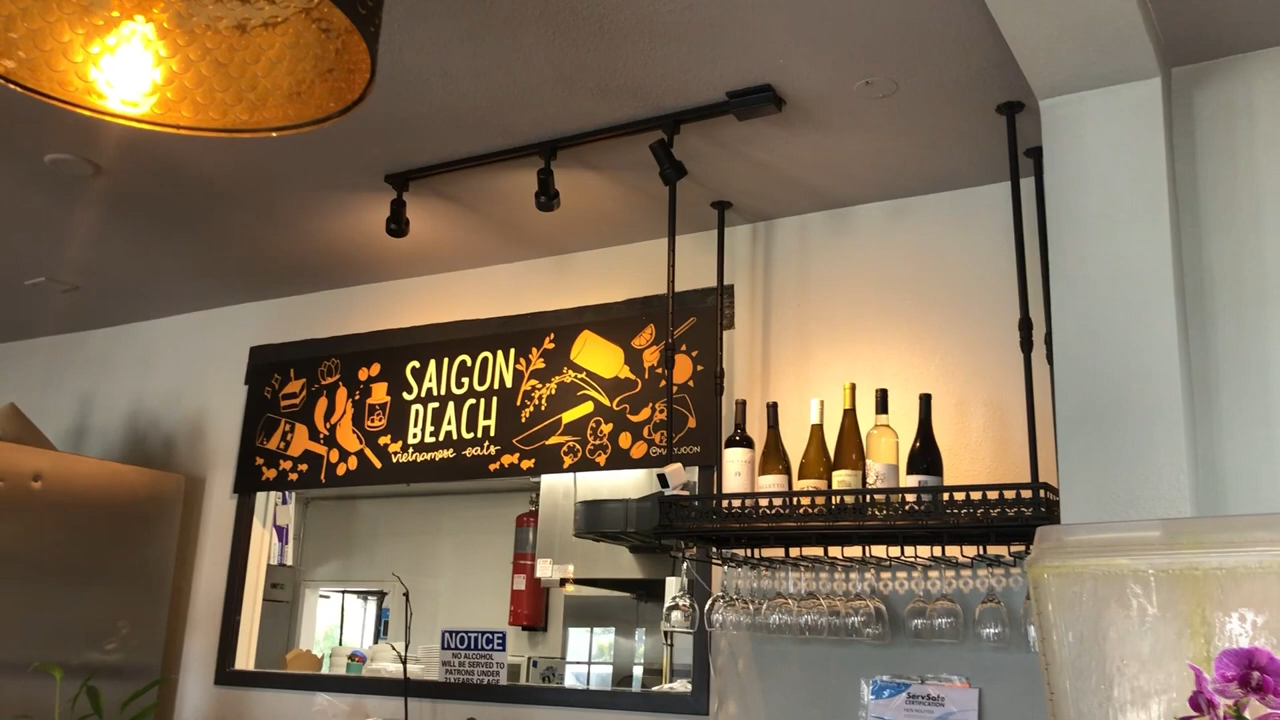 SAIGON
BEACH
vietnamese eats
NOTICE
NO ALCOHOL
WILL BE SERVED TO
PATRONS UNDER
21 YEARS OF AGE
ServSafe
CERTIFICATION